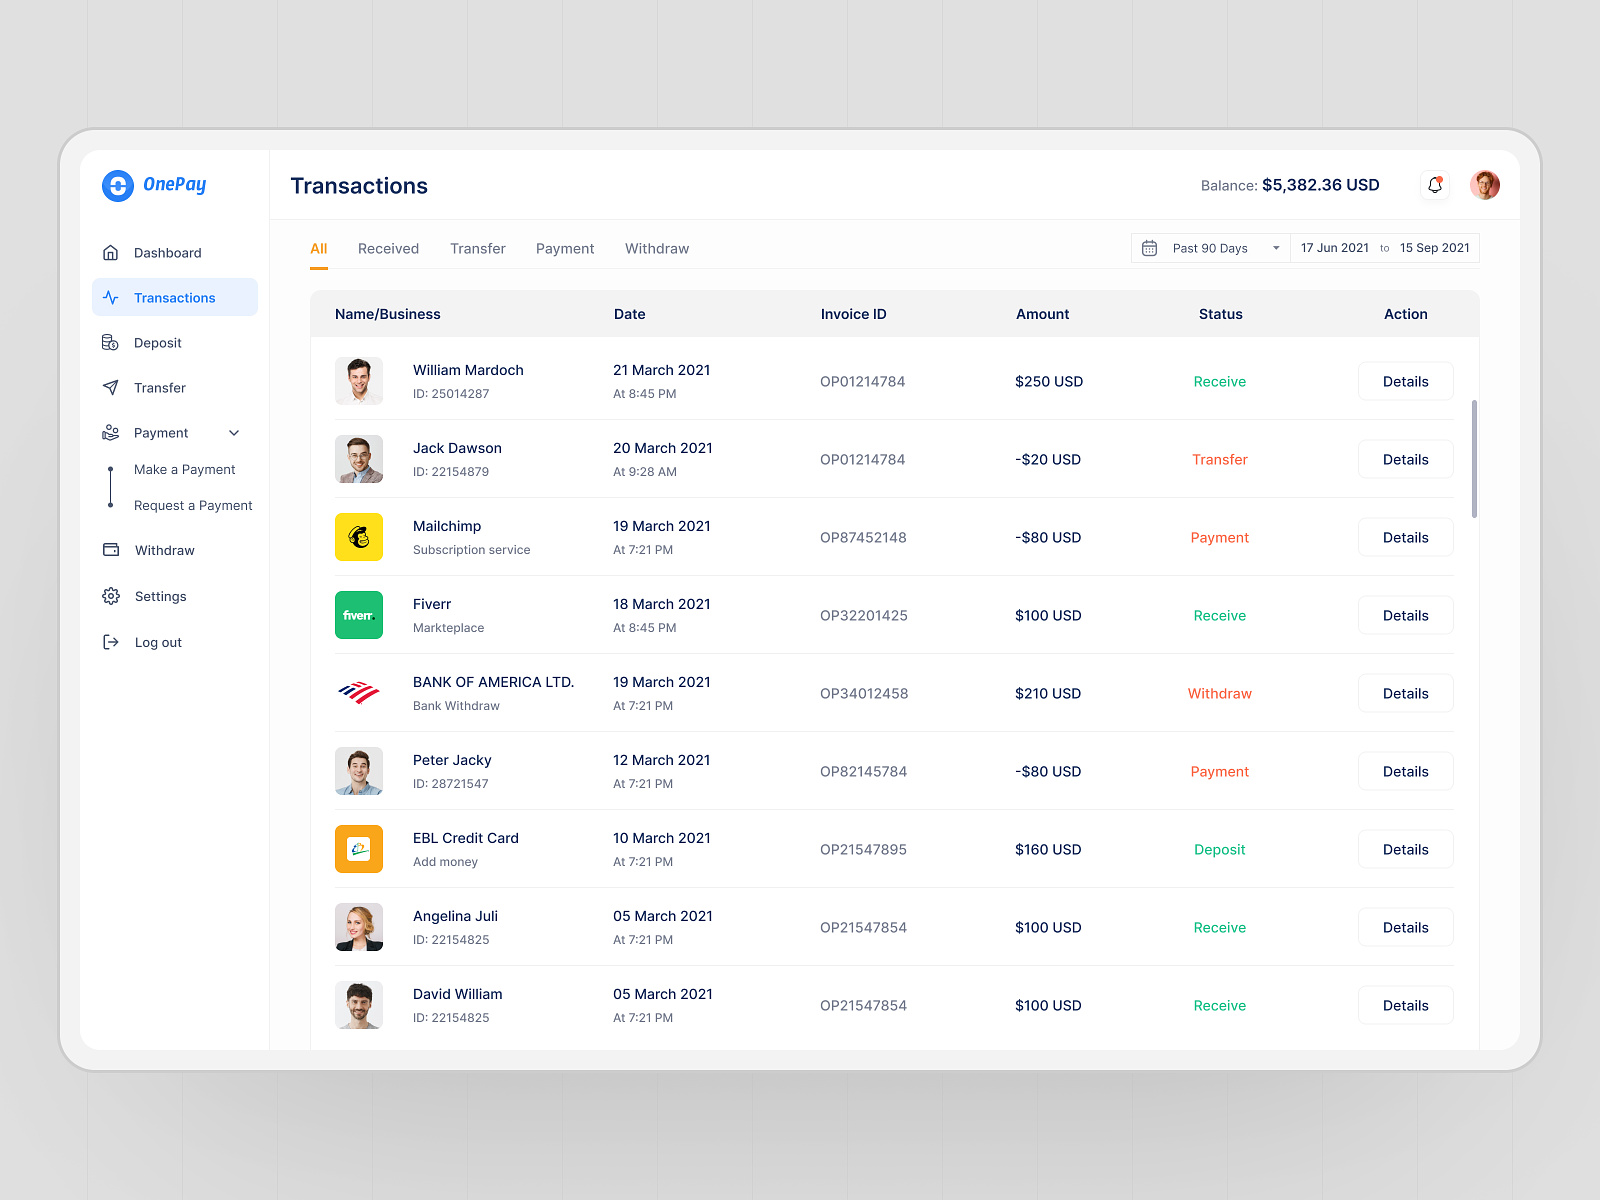 OnePay
Transactions
Balance: $5,382.36 USD
Dashboard
Transactions
Deposit
Transfer
Payment
Make a Payment
Request a Payment
Withdraw
Settings
Log out
All Received Transfer Payment Withdraw
Past 90 Days 17 Jun 2021 to 15 Sep 2021
Name/Business Date Invoice ID Amount Status Action
William Mardoch 21 March 2021
ID: 25014287 At 8:45 PM
OP01214784 $250 USD Receive Details
Jack Dawson 20 March 2021
ID: 22154879 At 9:28 AM
OP01214784 -$20 USD Transfer Details
Mailchimp 19 March 2021
Subscription service At 7:21 PM
OP87452148 -$80 USD Payment Details
fiverr.
Fiverr 18 March 2021
Markteplace At 8:45 PM
OP32201425 $100 USD Receive Details
BANK OF AMERICA LTD. 19 March 2021
Bank Withdraw At 7:21 PM
OP34012458 $210 USD Withdraw Details
Peter Jacky 12 March 2021
ID: 28721547 At 7:21 PM
OP82145784 -$80 USD Payment Details
EBL Credit Card 10 March 2021
Add money At 7:21 PM
OP21547895 $160 USD Deposit Details
Angelina Juli 05 March 2021
ID: 22154825 At 7:21 PM
OP21547854 $100 USD Receive Details
David William 05 March 2021
ID: 22154825 At 7:21 PM
OP21547854 $100 USD Receive Details